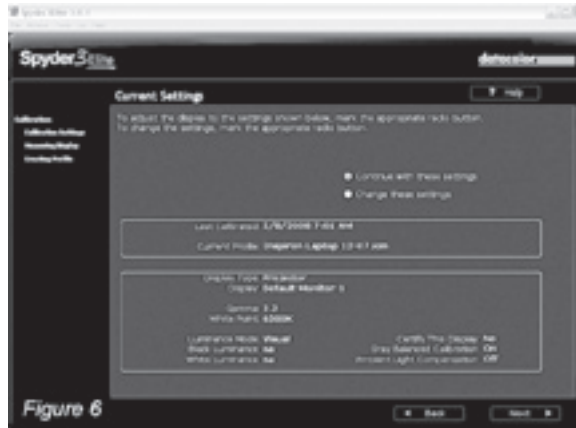 Spyder3Elite
datacolor
Current Settings
? Help
To adjust the display to the settings shown below, mark the appropriate radio button.
To change the settings, mark the appropriate radio button.
Calibration
Calibration Settings
Measuring Display
Creating Profile
Continue with these settings
Change these settings
Last Calibrated:
Current Profile: Laptop
Display Type:
Display: Default Monitor 1
Gamma: 2.2
White Point:
Luminance Mode: Visual
Black Luminance: na
White Luminance: na
Certify This Display: No
Gray Balanced Calibration: On
Ambient Light Compensation: Off
Figure 6
Back
Next